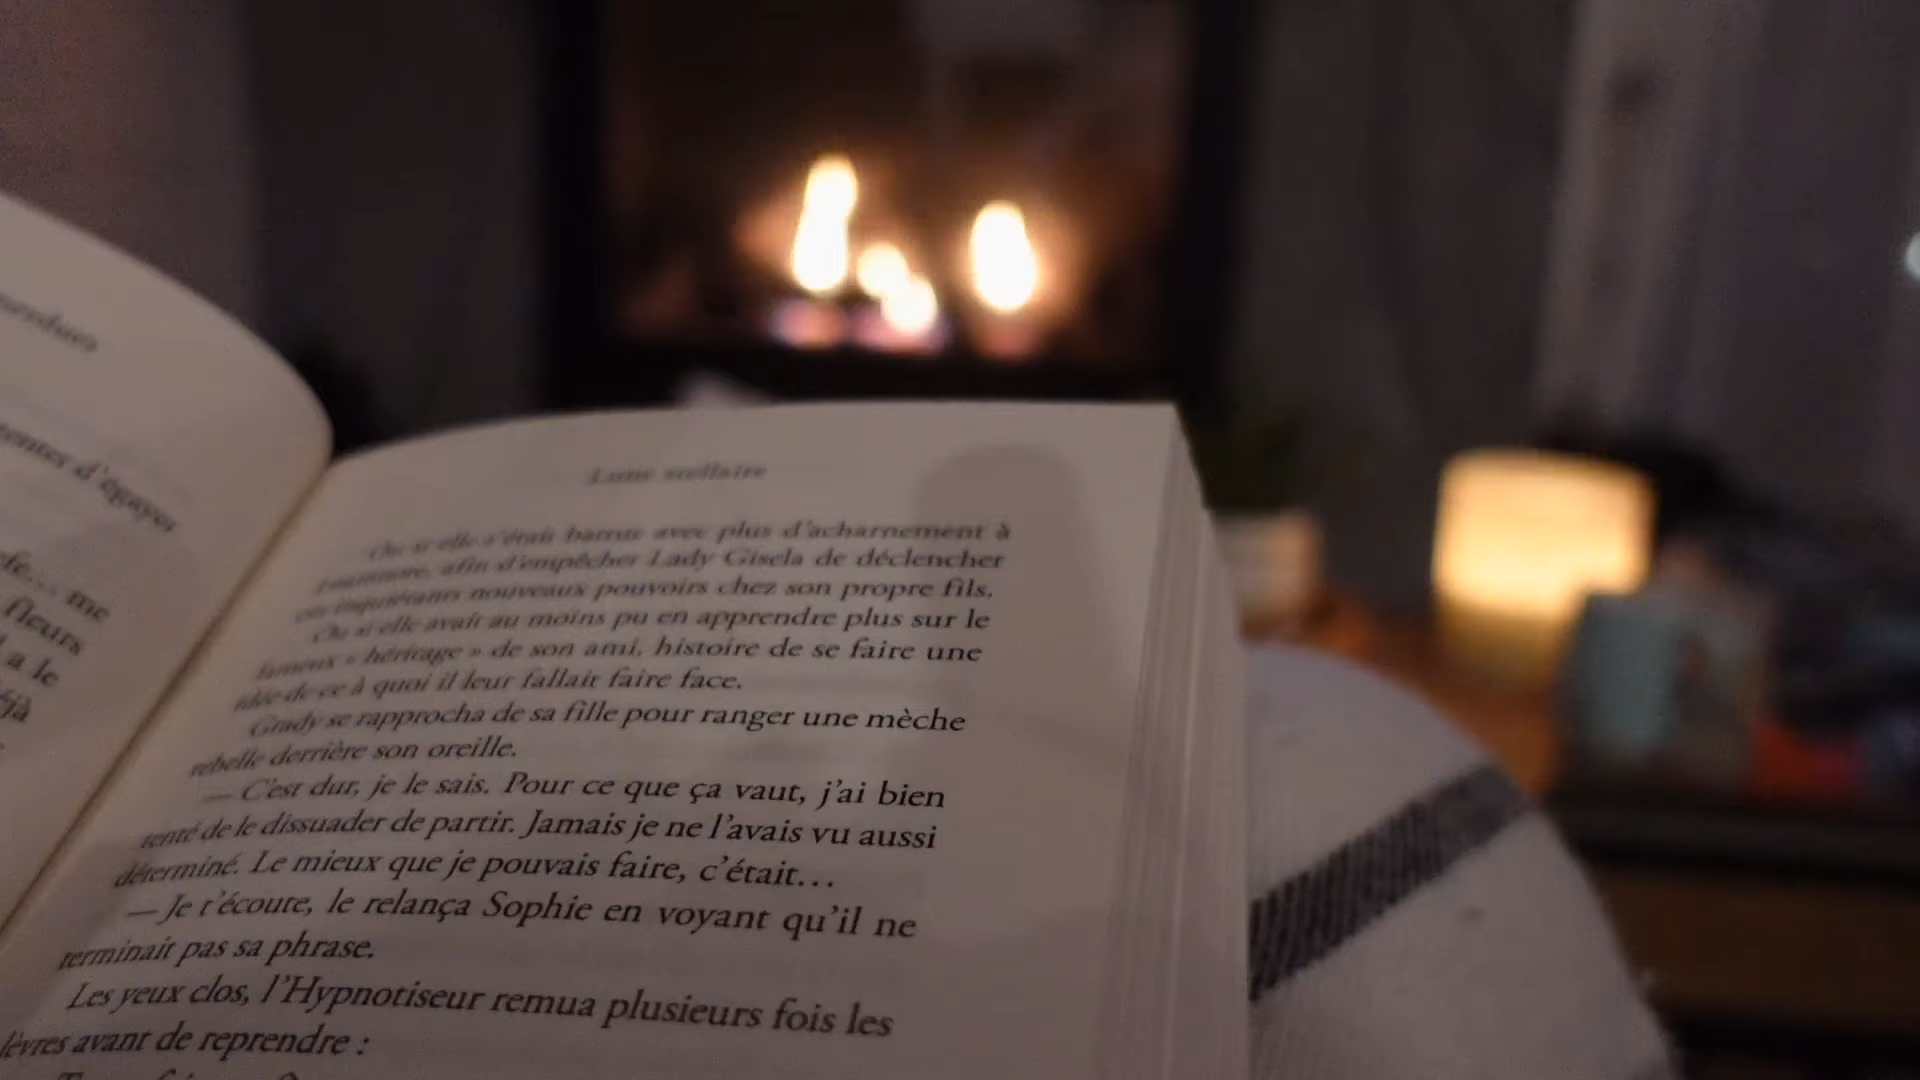 d'égayer
me
fleurs
a le
Lune stellaire
Ou si elle s'était battue avec plus d'acharnement à
afin d'empêcher Lady Gisela de déclencher
ces inquiétants nouveaux pouvoirs chez son propre fils.
Ou si elle avait au moins pu en apprendre plus sur le
fameux « héritage » de son ami, histoire de se faire une
idée de ce à quoi il leur fallait faire face.
Grady se rapprocha de sa fille pour ranger une mèche
rebelle derrière son oreille.
— C'est dur, je le sais. Pour ce que ça vaut, j'ai bien
tenté de le dissuader de partir. Jamais je ne l'avais vu aussi
déterminé. Le mieux que je pouvais faire, c'était…
— Je t'écoute, le relança Sophie en voyant qu'il ne
terminait pas sa phrase.
Les yeux clos, l'Hypnotiseur remua plusieurs fois les
lèvres avant de reprendre :